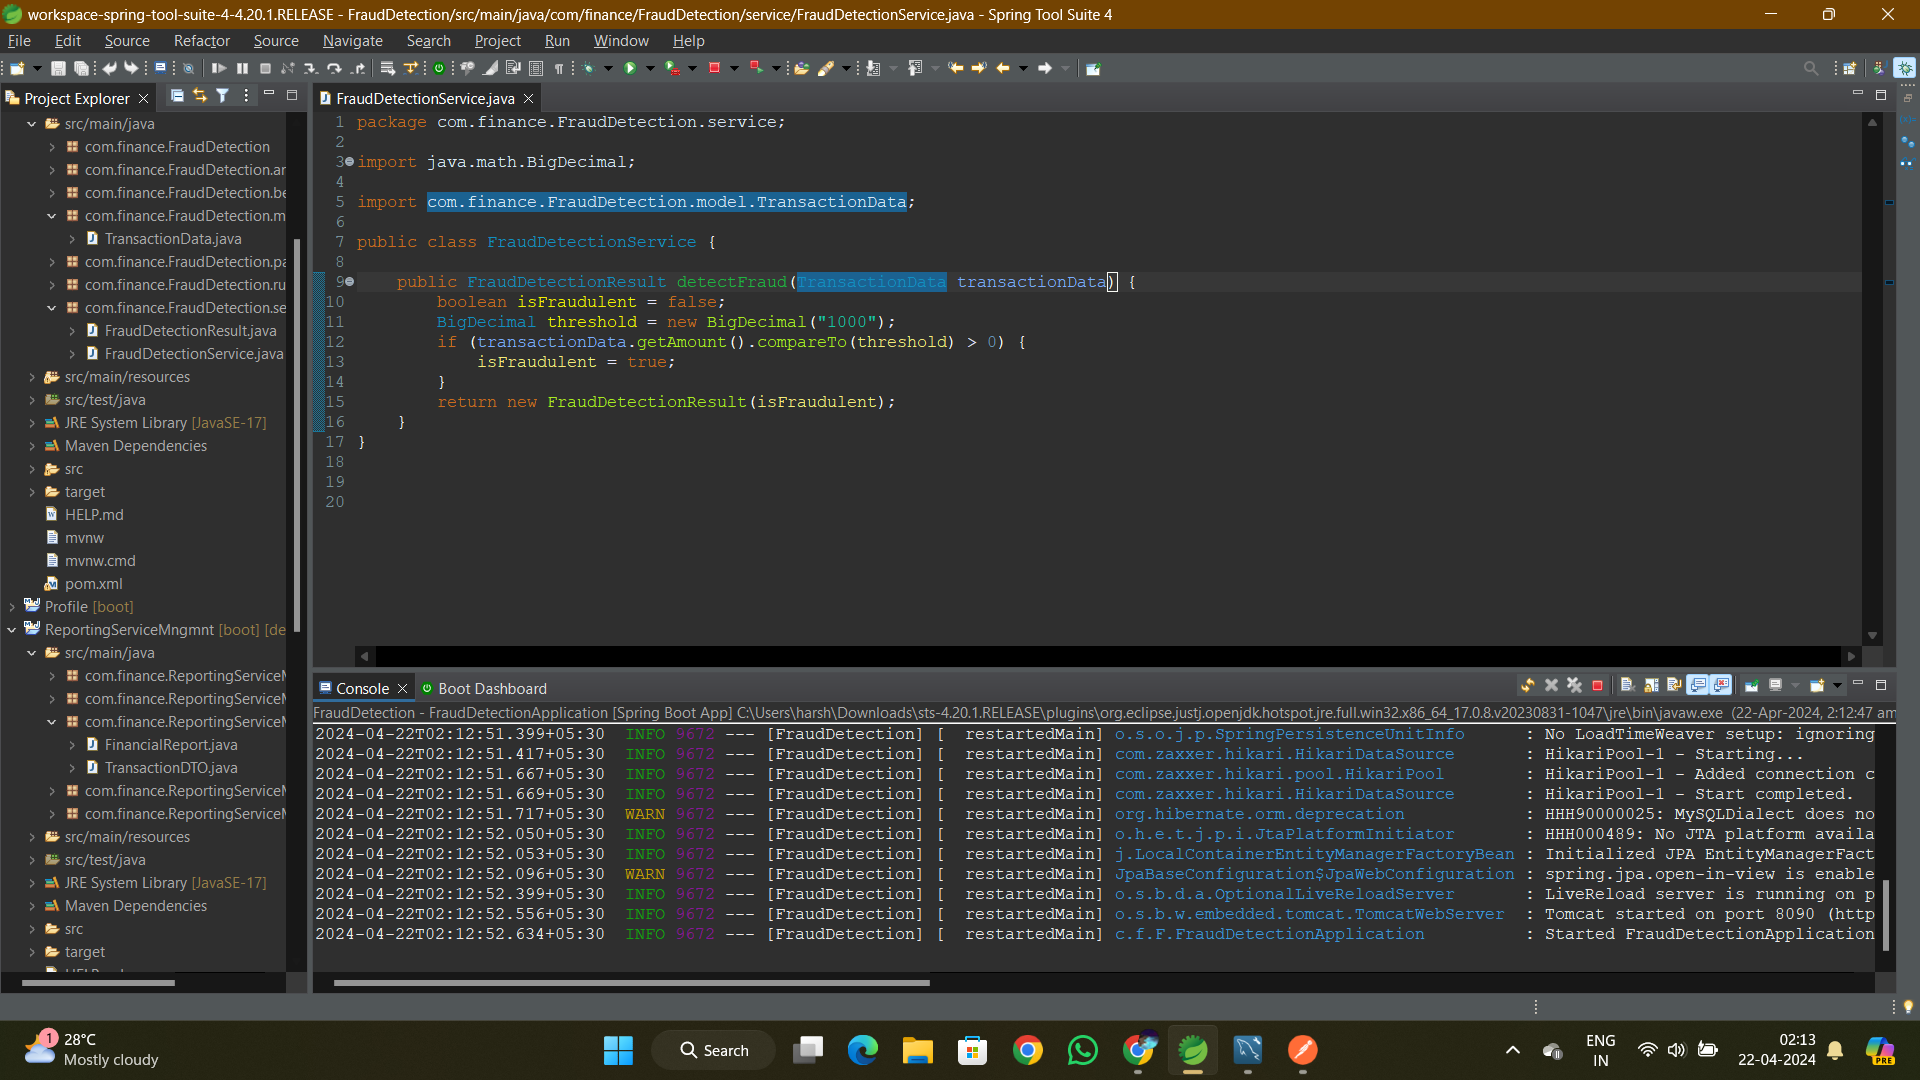 workspace-spring-tool-suite-4-4.20.1.RELEASE - FraudDetection/src/main/java/com/finance/FraudDetection/service/FraudDetectionService.java - Spring Tool Suite 4
File Edit Source Refactor Source Navigate Search Project Run Window Help
Project Explorer
src/main/java
com.finance.FraudDetection
com.finance.FraudDetection.ar
com.finance.FraudDetection.be
com.finance.FraudDetection.m
TransactionData.java
com.finance.FraudDetection.pa
com.finance.FraudDetection.ru
com.finance.FraudDetection.se
FraudDetectionResult.java
FraudDetectionService.java
src/main/resources
src/test/java
JRE System Library [JavaSE-17]
Maven Dependencies
src
target
HELP.md
mvnw
mvnw.cmd
pom.xml
Profile [boot]
ReportingServiceMngmnt [boot] [de
src/main/java
com.finance.ReportingService
com.finance.ReportingService
com.finance.ReportingService
FinancialReport.java
TransactionDTO.java
com.finance.ReportingService
com.finance.ReportingService
src/main/resources
src/test/java
JRE System Library [JavaSE-17]
Maven Dependencies
src
target
FraudDetectionService.java
1 package com.finance.FraudDetection.service;
2
3 import java.math.BigDecimal;
4
5 import com.finance.FraudDetection.model.TransactionData;
6
7 public class FraudDetectionService {
8
9 public FraudDetectionResult detectFraud(TransactionData transactionData) {
10 boolean isFraudulent = false;
11 BigDecimal threshold = new BigDecimal("1000");
12 if (transactionData.getAmount().compareTo(threshold) > 0) {
13 isFraudulent = true;
14 }
15 return new FraudDetectionResult(isFraudulent);
16 }
17 }
18
19
20
Console Boot Dashboard
FraudDetection - FraudDetectionApplication [Spring Boot App] C:\Users\harsh\Downloads\sts-4.20.1.RELEASE\plugins\org.eclipse.justj.openjdk.hotspot.jre.full.win32.x86_64_17.0.8.v20230831-1047\jre\bin\javaw.exe (22-Apr-2024, 2:12:47 am
2024-04-22T02:12:51.399+05:30 INFO 9672 --- [FraudDetection] [ restartedMain] o.s.o.j.p.SpringPersistenceUnitInfo : No LoadTimeWeaver setup: ignoring
2024-04-22T02:12:51.417+05:30 INFO 9672 --- [FraudDetection] [ restartedMain] com.zaxxer.hikari.HikariDataSource : HikariPool-1 - Starting...
2024-04-22T02:12:51.667+05:30 INFO 9672 --- [FraudDetection] [ restartedMain] com.zaxxer.hikari.pool.HikariPool : HikariPool-1 - Added connection c
2024-04-22T02:12:51.669+05:30 INFO 9672 --- [FraudDetection] [ restartedMain] com.zaxxer.hikari.HikariDataSource : HikariPool-1 - Start completed.
2024-04-22T02:12:51.717+05:30 WARN 9672 --- [FraudDetection] [ restartedMain] org.hibernate.orm.deprecation : HHH90000025: MySQLDialect does no
2024-04-22T02:12:52.050+05:30 INFO 9672 --- [FraudDetection] [ restartedMain] o.h.e.t.j.p.i.JtaPlatformInitiator : HHH000489: No JTA platform availa
2024-04-22T02:12:52.053+05:30 INFO 9672 --- [FraudDetection] [ restartedMain] j.LocalContainerEntityManagerFactoryBean : Initialized JPA EntityManagerFact
2024-04-22T02:12:52.096+05:30 WARN 9672 --- [FraudDetection] [ restartedMain] JpaBaseConfiguration$JpaWebConfiguration : spring.jpa.open-in-view is enable
2024-04-22T02:12:52.399+05:30 INFO 9672 --- [FraudDetection] [ restartedMain] o.s.b.d.a.OptionalLiveReloadServer : LiveReload server is running on p
2024-04-22T02:12:52.556+05:30 INFO 9672 --- [FraudDetection] [ restartedMain] o.s.b.w.embedded.tomcat.TomcatWebServer : Tomcat started on port 8090 (http
2024-04-22T02:12:52.634+05:30 INFO 9672 --- [FraudDetection] [ restartedMain] c.f.F.FraudDetectionApplication : Started FraudDetectionApplication
1
28°C
Mostly cloudy
Search
ENG
IN
02:13
22-04-2024
PRE